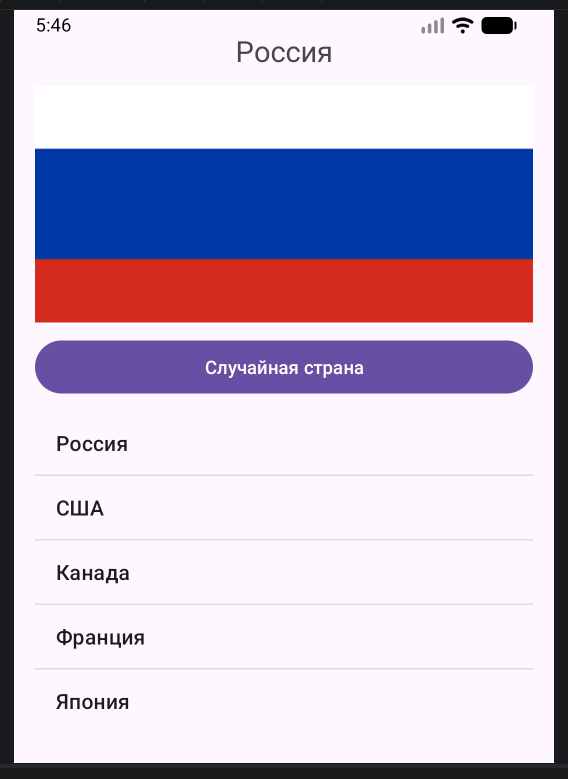 5:46
Россия
Случайная страна
Россия
США
Канада
Франция
Япония